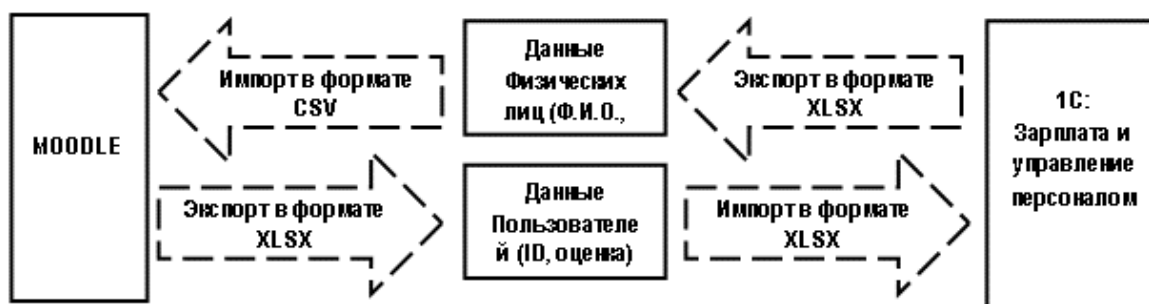 MOODLE
Импорт в формате
CSV
Данные
Физических
лиц (Ф.И.О.,
Экспорт в формате
XLSX
Экспорт в формате
XLSX
Данные
Пользователе
й (ID, оценка)
Импорт в формате
XLSX
1С:
Зарплата и
управление
персоналом